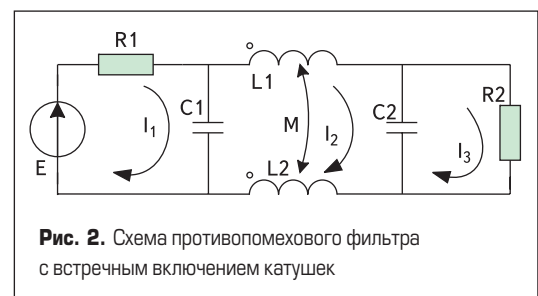 R1
L1
C1
M
C2
R2
I1
I2
I3
E
L2
Рис. 2. Схема противопомехового фильтра
с встречным включением катушек